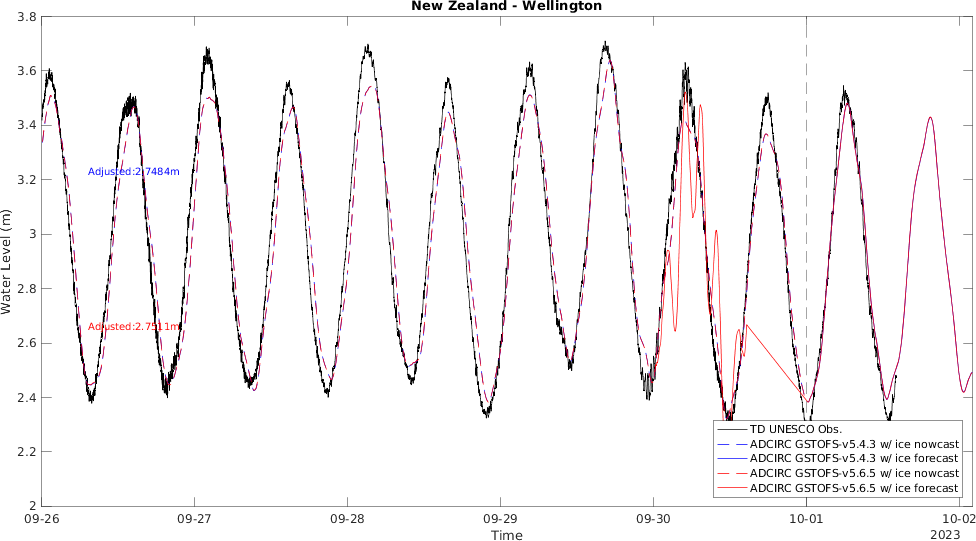 New Zealand - Wellington
3.8
3.6
3.4
3.2
3
2.8
2.6
2.4
2.2
2
Water Level (m)
Adjusted:2.7484m
Adjusted:2.7511m
TD UNESCO Obs.
ADCIRC GSTOFS-v5.4.3 w/ ice nowcast
ADCIRC GSTOFS-v5.4.3 w/ ice forecast
ADCIRC GSTOFS-v5.6.5 w/ ice nowcast
ADCIRC GSTOFS-v5.6.5 w/ ice forecast
09-26 09-27 09-28 09-29 09-30 10-01 10-02
Time
2023